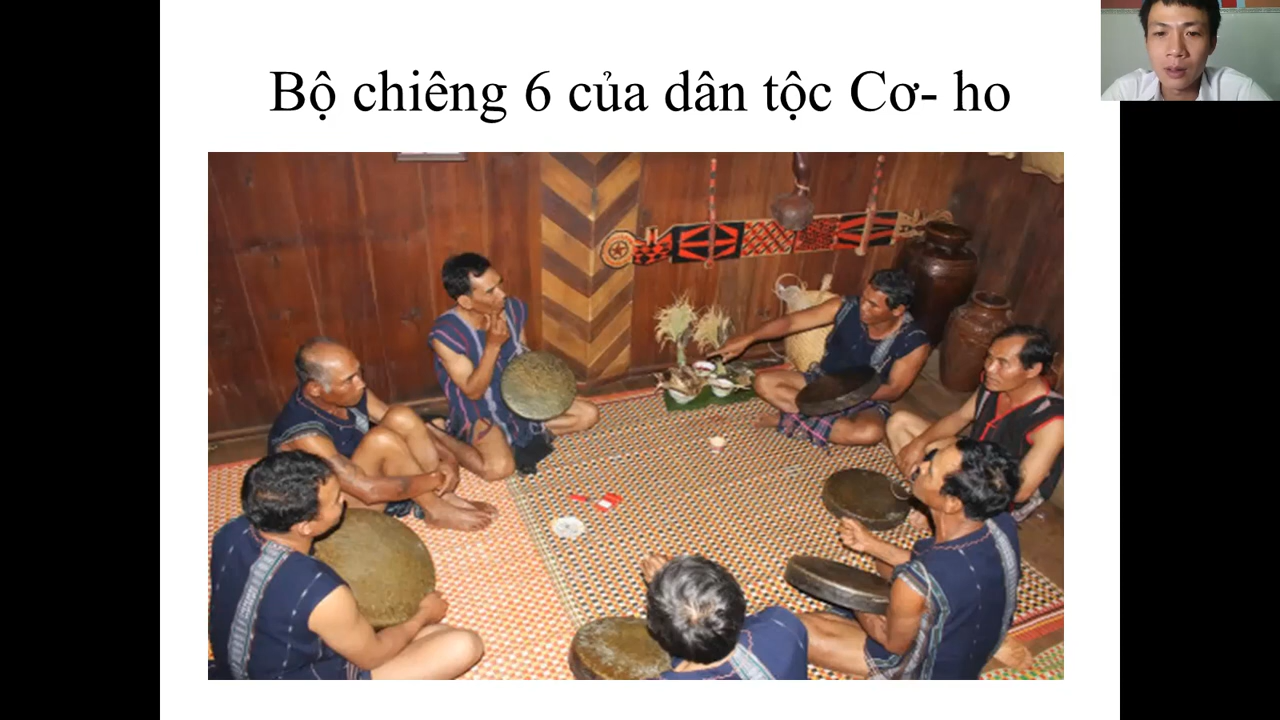 Bộ chiêng 6 của dân tộc Cơ- ho